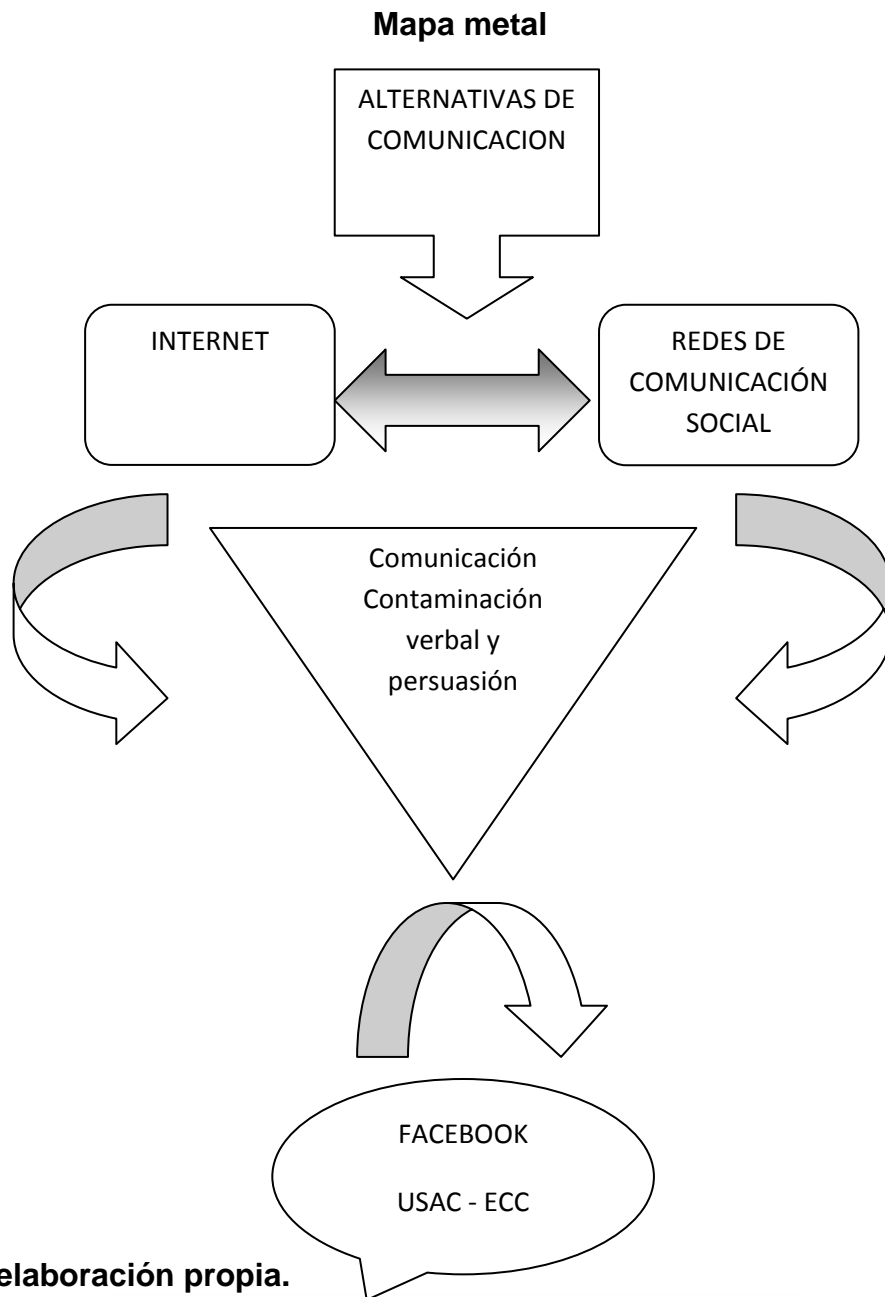 Mapa metal
ALTERNATIVAS DE
COMUNICACION
INTERNET
REDES DE
COMUNICACIÓN
SOCIAL
Comunicación
Contaminación
verbal y
persuasión
FACEBOOK
USAC - ECC
elaboración propia.